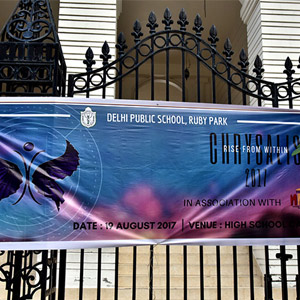 DELHI PUBLIC SCHOOL, RUBY PARK
CHRYSALIS
RISE FROM WITHIN
2017
IN ASSOCIATION WITH
DATE : 19 AUGUST 2017 | VENUE : HIGH SCHOOL